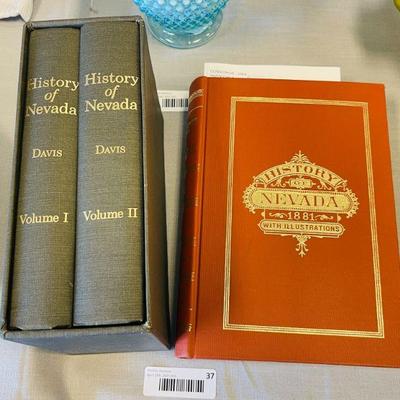 History
of
Nevada
DAVIS
Volume I
History
of
Nevada
DAVIS
Volume II
HISTORY
OF
NEVADA
1881
WITH ILLUSTRATIONS
37